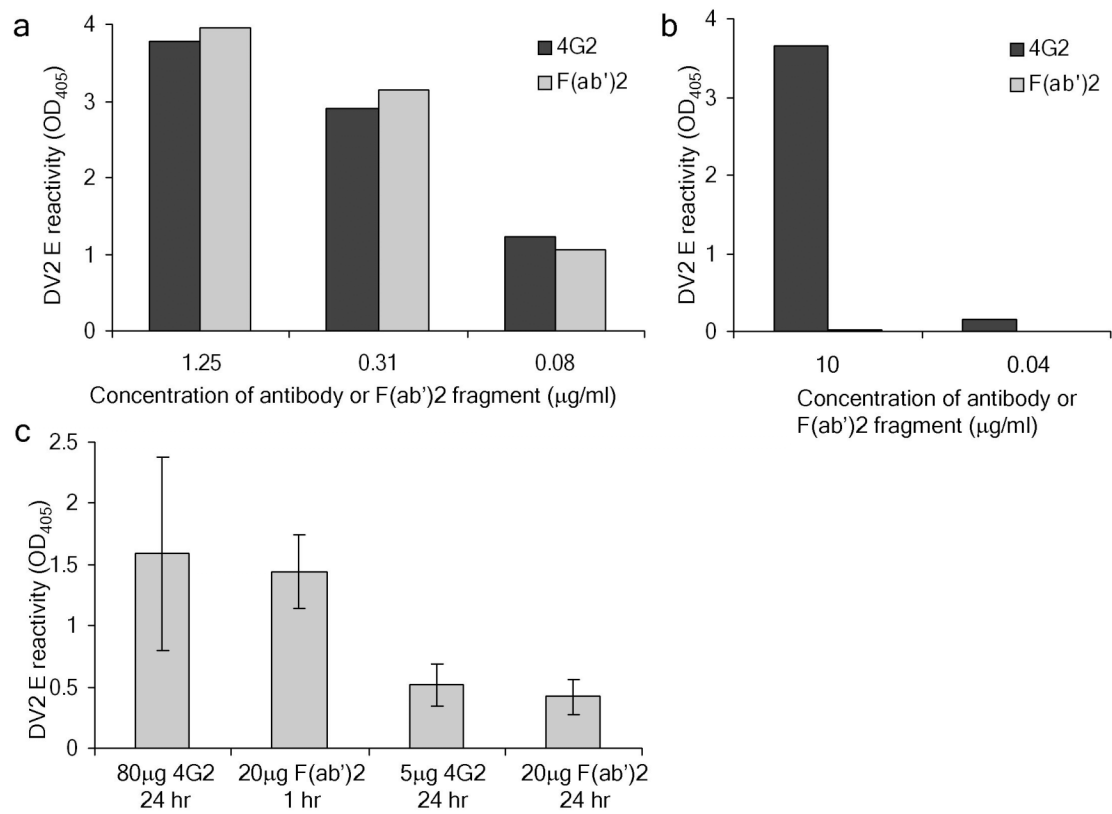 a
4
3
2
1
0
DV2 E reactivity (OD405)
4G2
F(ab')2
1.25 0.31 0.08
Concentration of antibody or F(ab')2 fragment (μg/ml)
b
4
3
2
1
0
DV2 E reactivity (OD405)
4G2
F(ab')2
10 0.04
Concentration of antibody or
F(ab')2 fragment (μg/ml)
c
2.5
2
1.5
1
0.5
0
DV2 E reactivity (OD405)
80μg 4G2
24 hr
20μg F(ab')2
1 hr
5μg 4G2
24 hr
20μg F(ab')2
24 hr